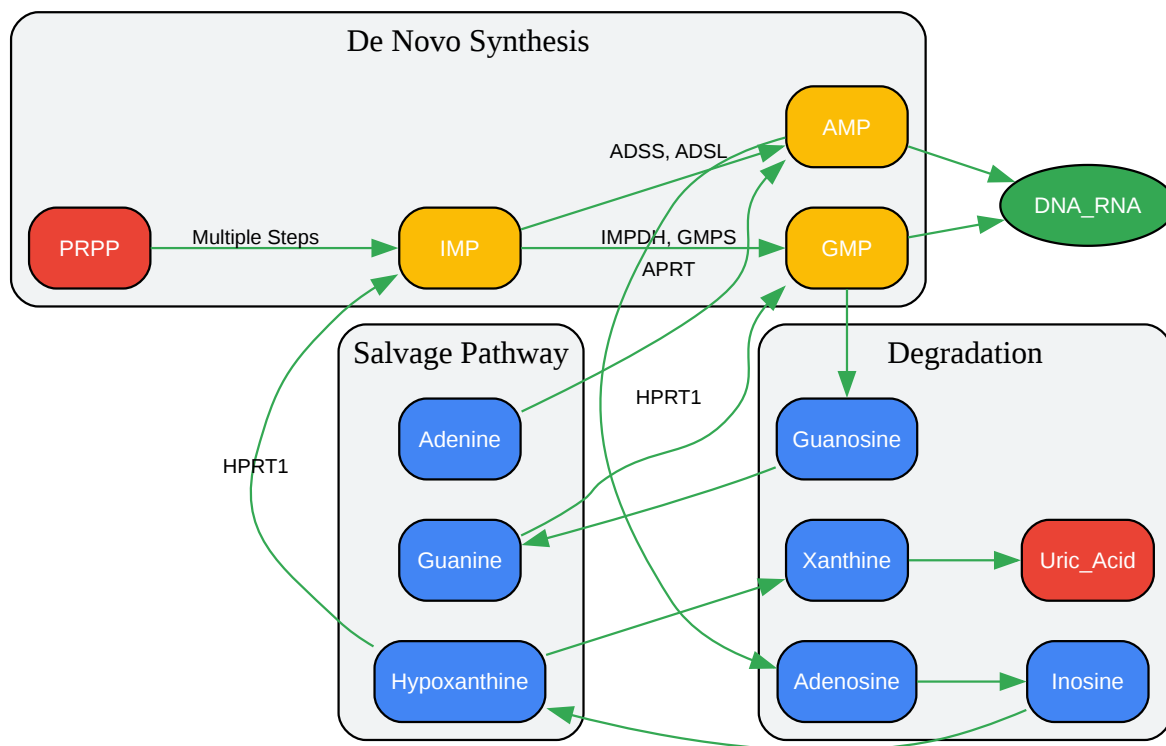 De Novo Synthesis
AMP
ADSS, ADSL
DNA_RNA
PRPP
Multiple Steps
IMP
IMPDH, GMPS
GMP
APRT
Salvage Pathway
Degradation
HPRT1
Adenine
Guanosine
HPRT1
Guanine
Xanthine
Uric_Acid
Hypoxanthine
Adenosine
Inosine